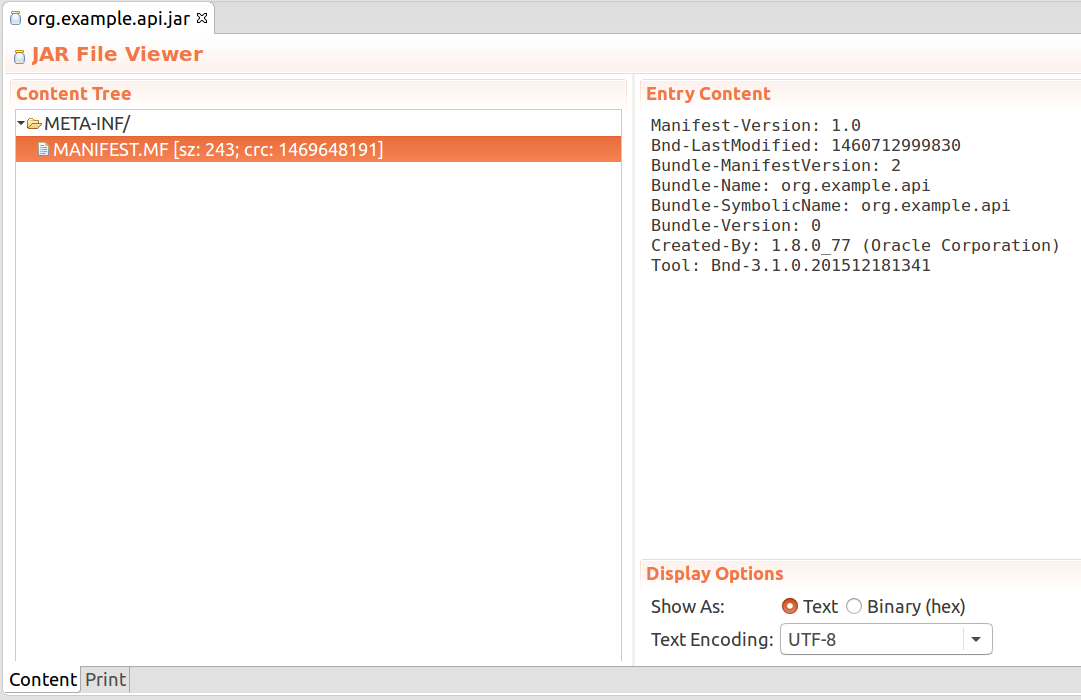 org.example.api.jar
JAR File Viewer
Content Tree
META-INF/
MANIFEST.MF [sz: 243; crc: 1469648191]
Entry Content
Manifest-Version: 1.0
Bnd-LastModified: 1460712999830
Bundle-ManifestVersion: 2
Bundle-Name: org.example.api
Bundle-SymbolicName: org.example.api
Bundle-Version: 0
Created-By: 1.8.0_77 (Oracle Corporation)
Tool: Bnd-3.1.0.201512181341
Display Options
Show As: Text Binary (hex)
Text Encoding: UTF-8
Content Print